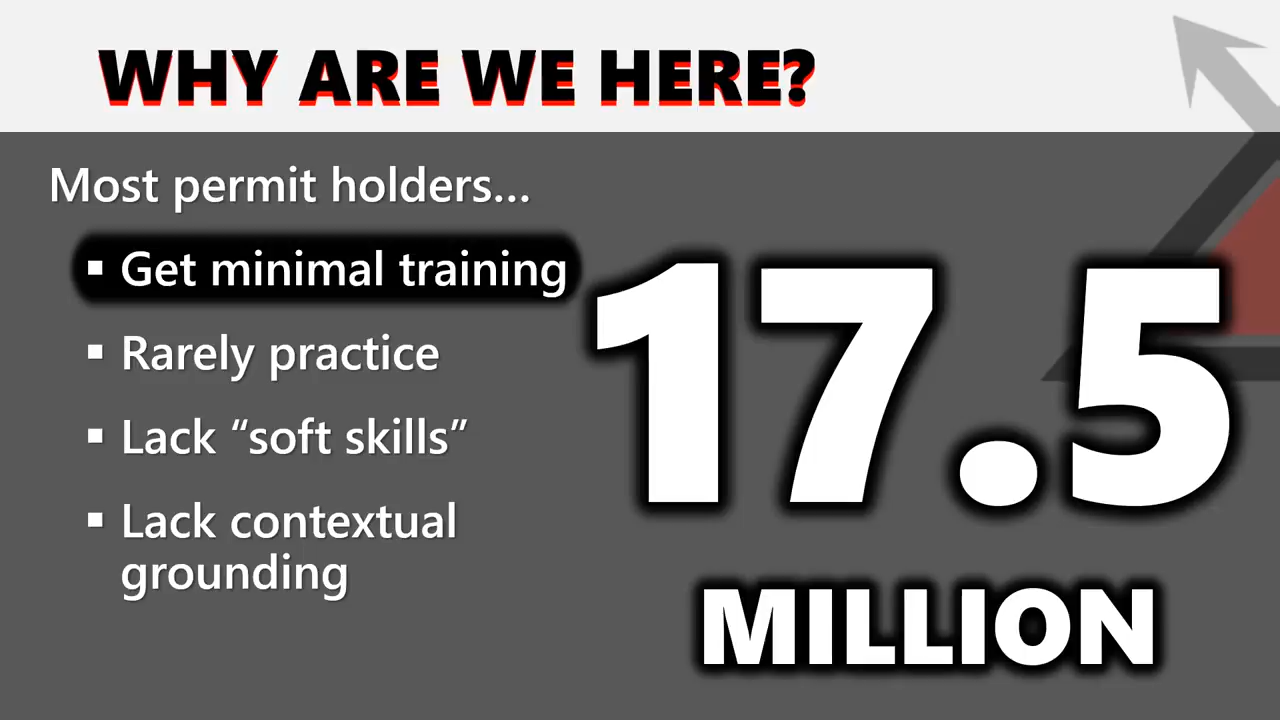 WHY ARE WE HERE?
Most permit holders...
▪ Get minimal training
▪ Rarely practice
▪ Lack “soft skills”
▪ Lack contextual
grounding
17.5
MILLION